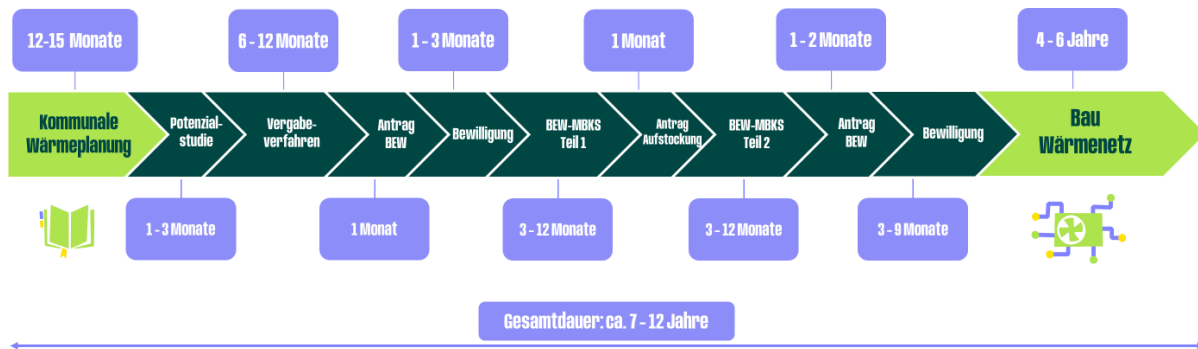 12-15 Monate
6 - 12 Monate
1 - 3 Monate
1 Monat
1 - 2 Monate
4 - 6 Jahre
Kommunale
Wärmeplanung
Potenzial-
studie
Vergabe-
verfahren
Antrag
BEW
Bewilligung
BEW-MBKS
Teil 1
Antrag
Aufstockung
BEW-MBKS
Teil 2
Antrag
BEW
Bewilligung
Bau
Wärmenetz
1 - 3 Monate
1 Monat
3 - 12 Monate
3 - 12 Monate
3 - 9 Monate
Gesamtdauer: ca. 7 - 12 Jahre